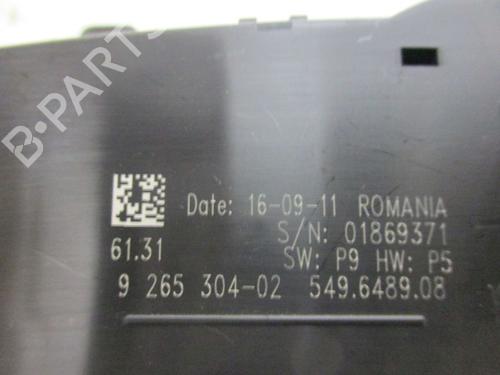 B-PARTS
Date: 16-09-11 ROMANIA
S/N: 01869371
61.31 SW: P9 HW: P5
9 265 304-02 549.6489.08